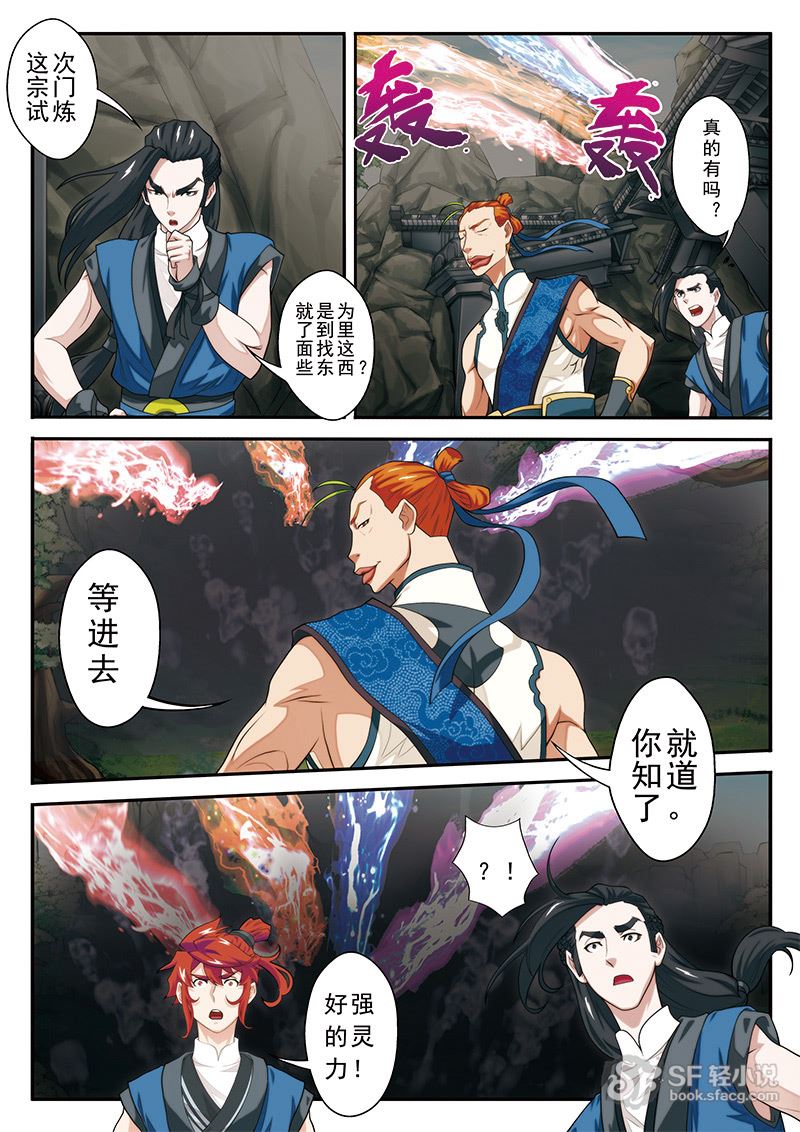 这次
宗门
试炼
就是为
了到里
面找这
些东西?
轰
轰
真的有吗?
等进去
你就
知道
了。
?!
好强
的灵
力!
SF轻小说
book.sfacg.com